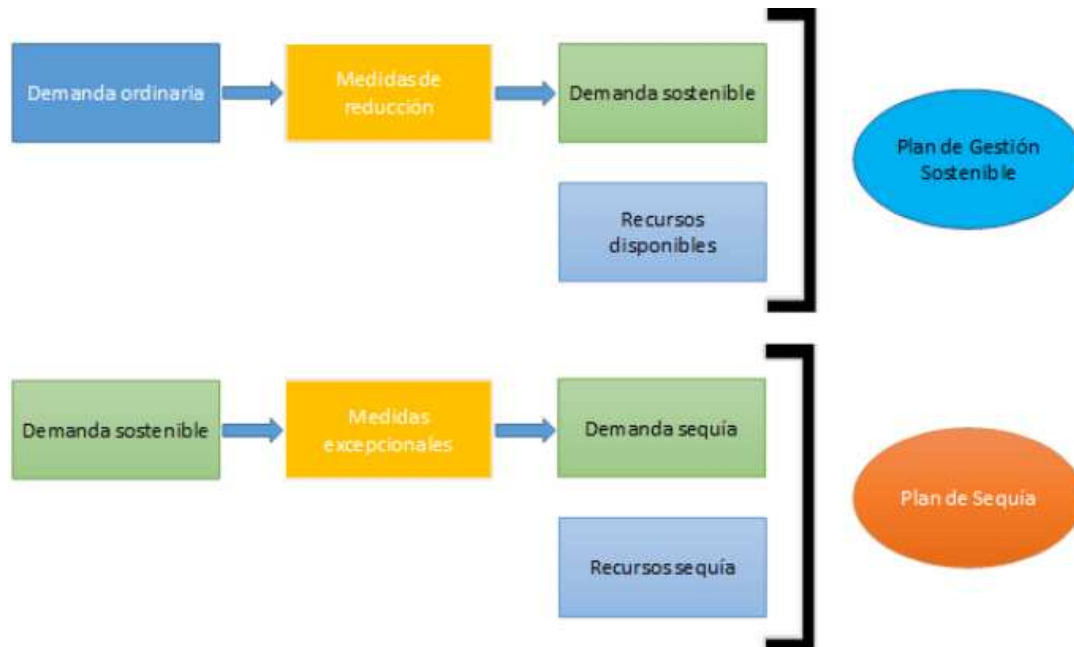 Demanda ordinaria
Medidas de
reducción
Demanda sostenible
Plan de Gestión
Sostenible
Recursos
disponibles
Demanda sostenible
Medidas
excepcionales
Demanda sequía
Plan de Sequía
Recursos sequía